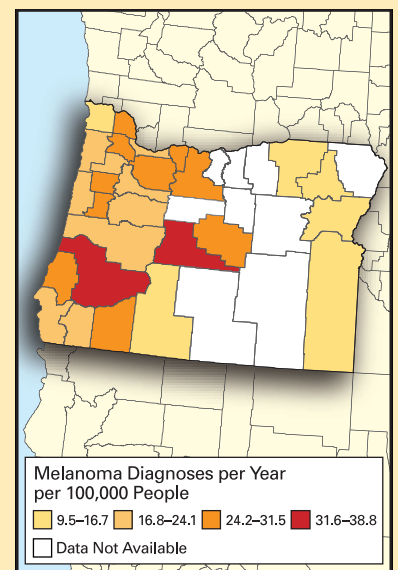 Melanoma Diagnoses per Year
per 100,000 People
9.5–16.7 16.8–24.1 24.2–31.5 31.6–38.8
Data Not Available